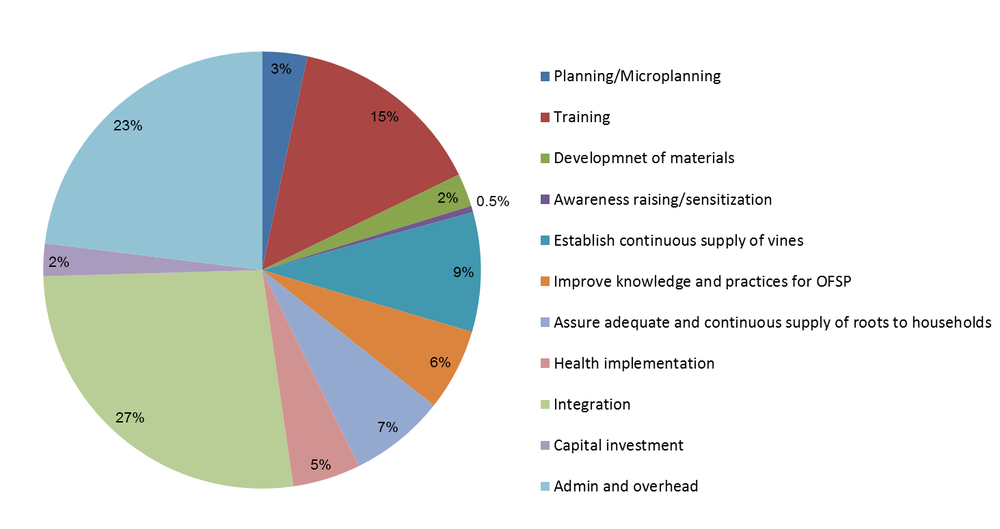 3%
15%
2%
0.5%
9%
6%
7%
5%
27%
2%
23%
Planning/Microplanning
Training
Developmnet of materials
Awareness raising/sensitization
Establish continuous supply of vines
Improve knowledge and practices for OFSP
Assure adequate and continuous supply of roots to households
Health implementation
Integration
Capital investment
Admin and overhead